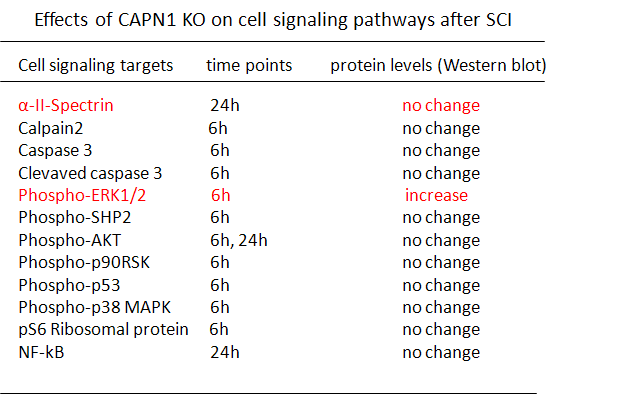 Effects of CAPN1 KO on cell signaling pathways after SCI
Cell signaling targets time points protein levels (Western blot)
α-II-Spectrin 24h no change
Calpain2 6h no change
Caspase 3 6h no change
Clevaved caspase 3 6h no change
Phospho-ERK1/2 6h increase
Phospho-SHP2 6h no change
Phospho-AKT 6h, 24h no change
Phospho-p90RSK 6h no change
Phospho-p53 6h no change
Phospho-p38 MAPK 6h no change
pS6 Ribosomal protein 6h no change
NF-kB 24h no change